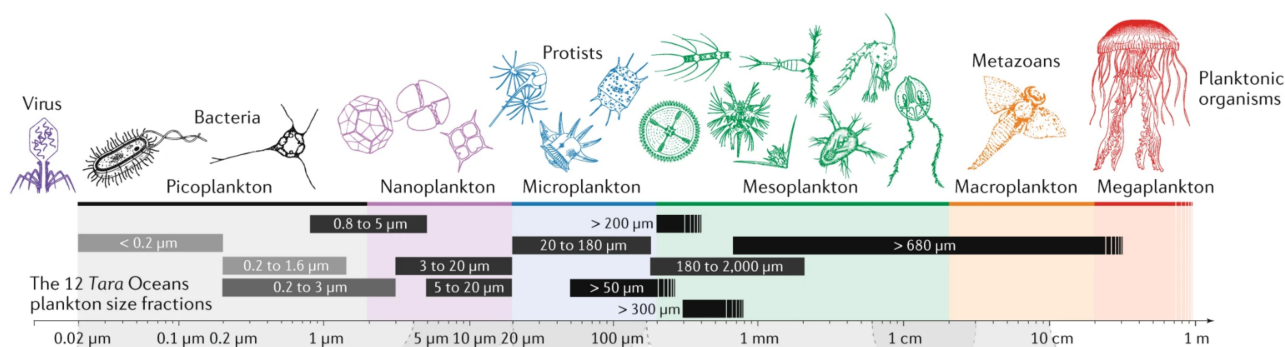 Virus
Bacteria
Protists
Metazoans
Planktonic
organisms
Picoplankton
Nanoplankton
Microplankton
Mesoplankton
Macroplankton
Megaplankton
0.8 to 5 µm
> 200 µm
< 0.2 µm
20 to 180 µm
> 680 µm
0.2 to 1.6 µm
3 to 20 µm
180 to 2,000 µm
The 12 Tara Oceans
plankton size fractions
0.2 to 3 µm
5 to 20 µm
> 50 µm
> 300 µm
0.02 µm
0.1 µm
0.2 µm
1 µm
5 µm
10 µm
20 µm
100 µm
1 mm
1 cm
10 cm
1 m